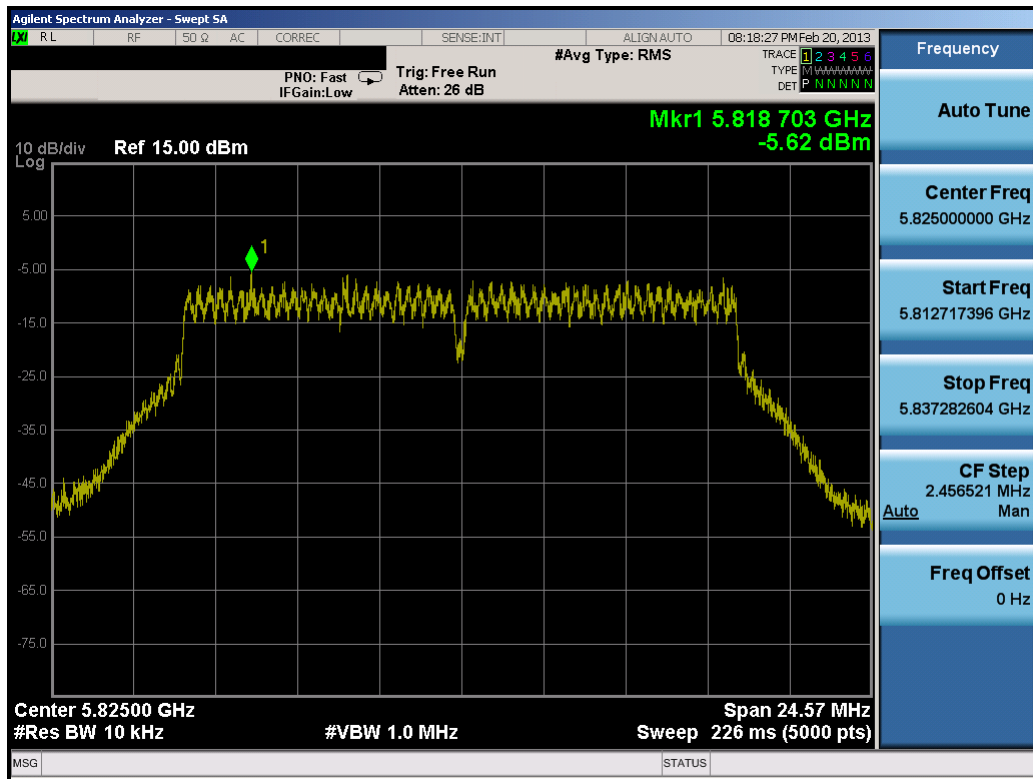 Agilent Spectrum Analyzer - Swept SA
LXI RL RF 50 Ω AC CORREC SENSE:INT ALIGNAUTO 08:18:27 PM Feb 20, 2013
#Avg Type: RMS TRACE 1 2 3 4 5 6
PNO: Fast Trig: Free Run TYPE M WWWWW
IFGain:Low Atten: 26 dB DET P N N N N N
Mkr1 5.818 703 GHz
-5.62 dBm
10 dB/div Ref 15.00 dBm
Log
5.00
1
-5.00
-15.0
-25.0
-35.0
-45.0
-55.0
-65.0
-75.0
Center 5.82500 GHz Span 24.57 MHz
#Res BW 10 kHz #VBW 1.0 MHz Sweep 226 ms (5000 pts)
MSG STATUS
Frequency
Auto Tune
Center Freq
5.825000000 GHz
Start Freq
5.812717396 GHz
Stop Freq
5.837282604 GHz
CF Step
2.456521 MHz
Auto Man
Freq Offset
0 Hz